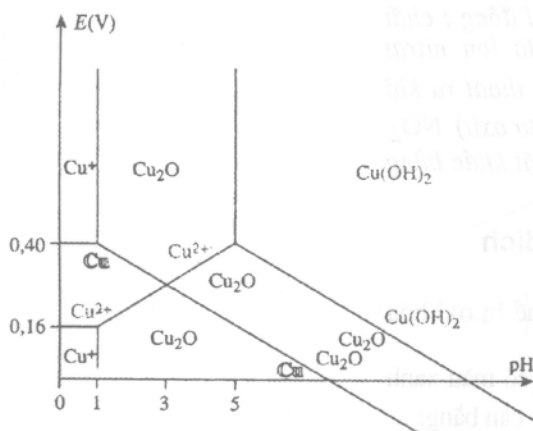 E(V)
Cu⁺ Cu₂O Cu(OH)₂
Cu²⁺
0,40
Cu
Cu₂O
Cu²⁺
Cu(OH)₂
0,16
Cu₂O
Cu₂O
Cu⁺
Cu₂O
Cu
pH
0 1 3 5